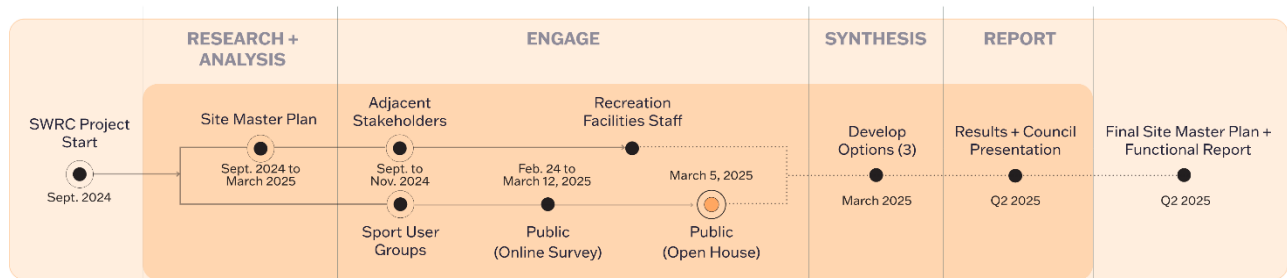 RESEARCH +
ANALYSIS
ENGAGE
SYNTHESIS
REPORT
SWRC Project
Start
Sept. 2024
Site Master Plan
Sept. 2024 to
March 2025
Adjacent
Stakeholders
Sept. to
Nov. 2024
Sport User
Groups
Recreation
Facilities Staff
Feb. 24 to
March 12, 2025
Public
(Online Survey)
March 5, 2025
Public
(Open House)
Develop
Options (3)
March 2025
Results + Council
Presentation
Q2 2025
Final Site Master Plan +
Functional Report
Q2 2025